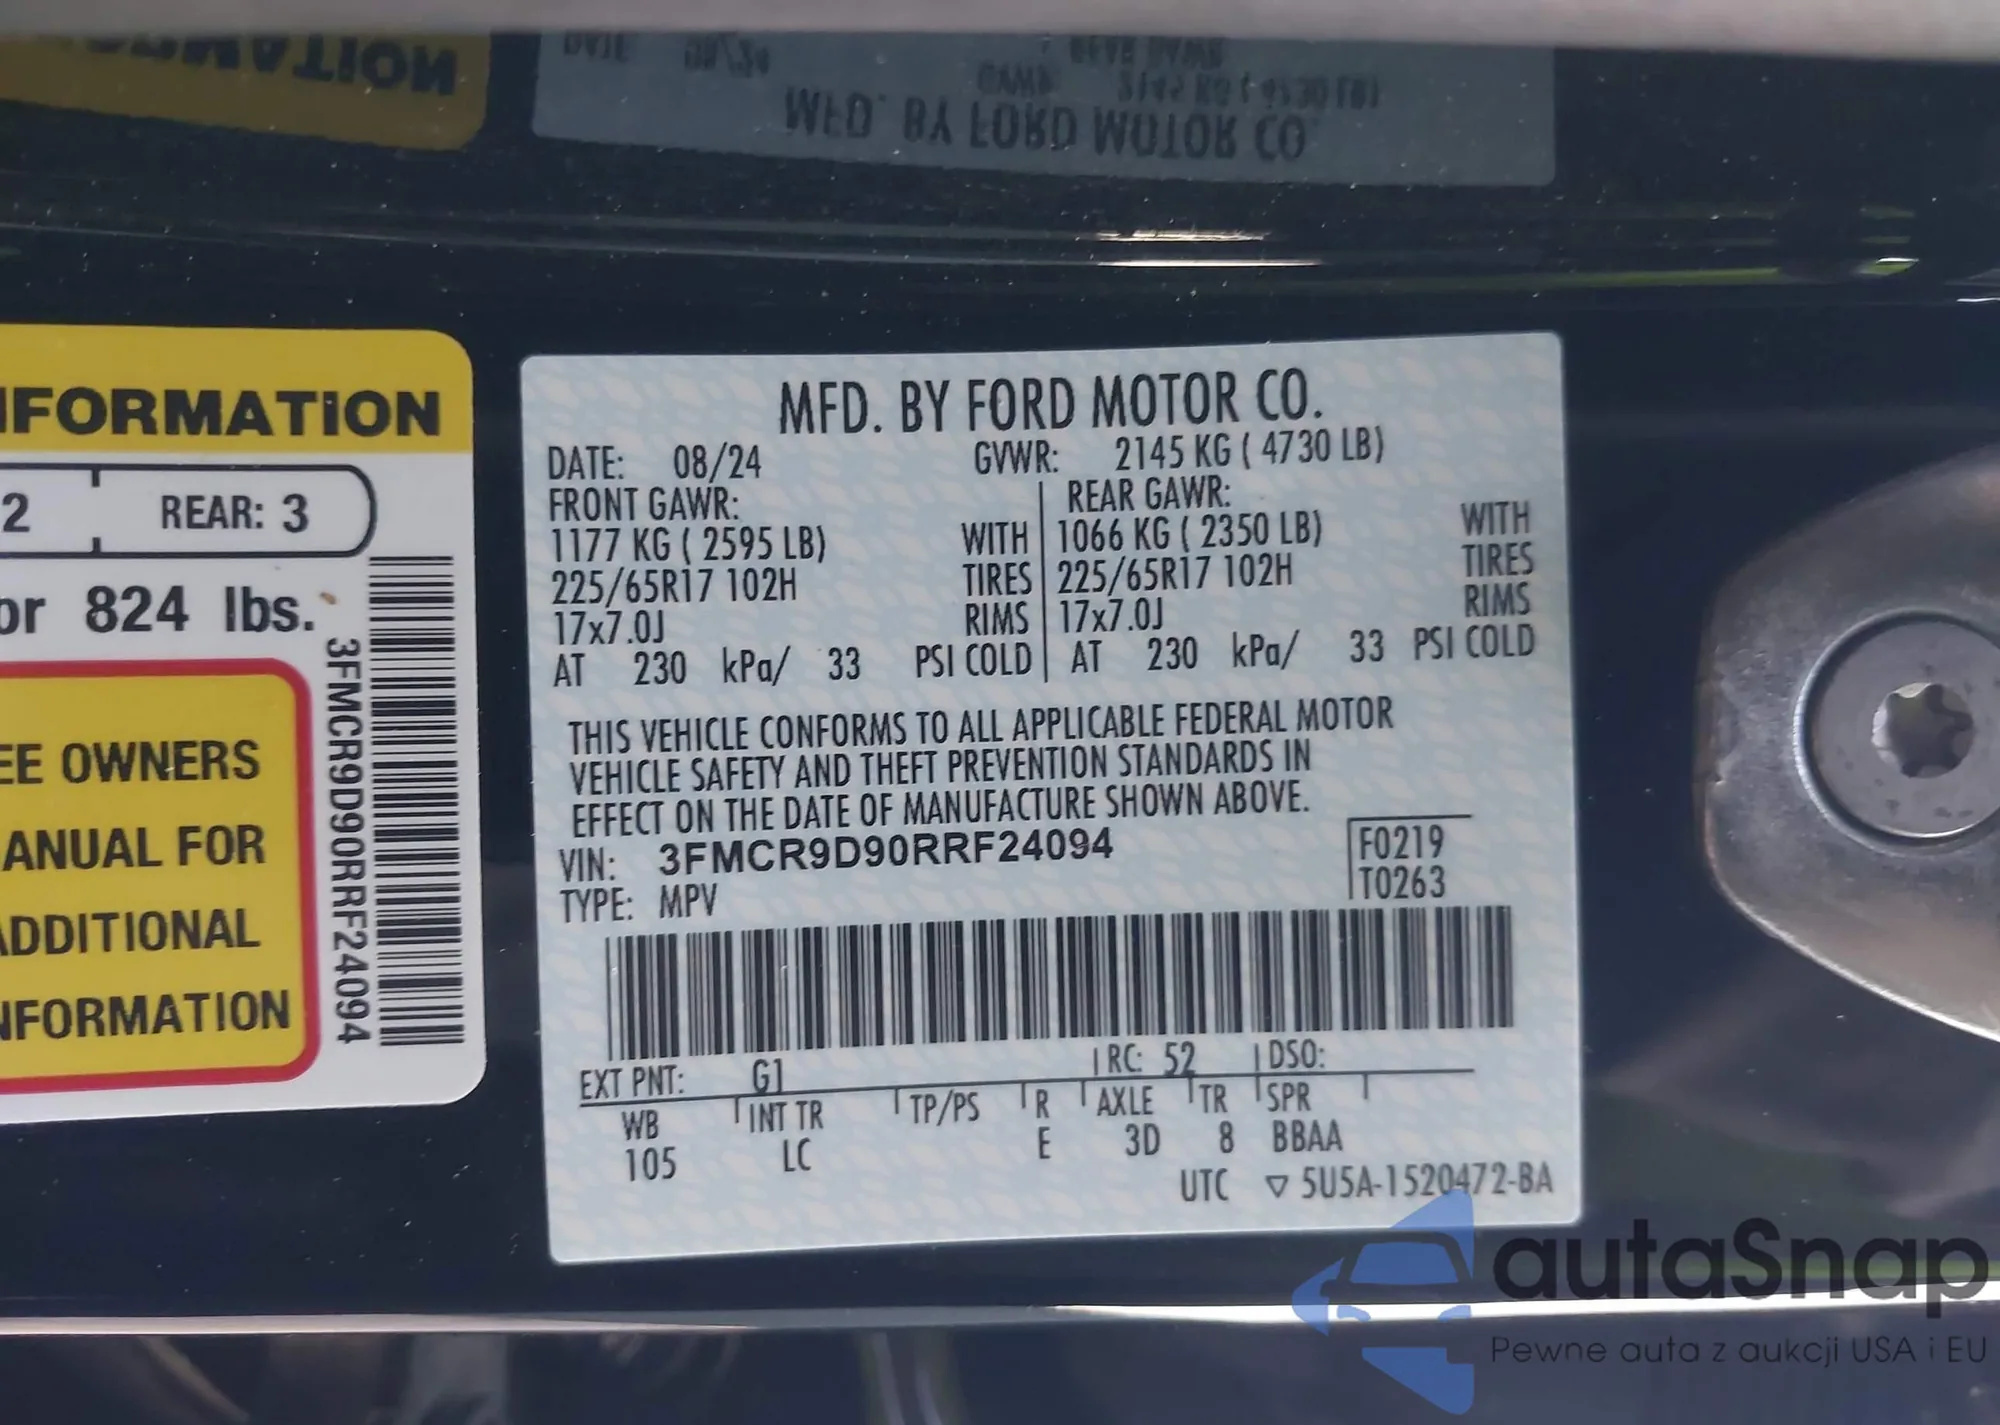 NFORMATION
2 REAR: 3
or 824 lbs.
EE OWNERS
ANUAL FOR
ADDITIONAL
NFORMATION
3FMCR9D90RRF24094
MFD. BY FORD MOTOR CO.
DATE: 08/24 GVWR: 2145 KG ( 4730 LB)
FRONT GAWR: REAR GAWR:
1177 KG ( 2595 LB) WITH 1066 KG ( 2350 LB) WITH
225/65R17 102H TIRES 225/65R17 102H TIRES
17x7.0J RIMS 17x7.0J RIMS
AT 230 kPa/ 33 PSI COLD AT 230 kPa/ 33 PSI COLD
THIS VEHICLE CONFORMS TO ALL APPLICABLE FEDERAL MOTOR
VEHICLE SAFETY AND THEFT PREVENTION STANDARDS IN
EFFECT ON THE DATE OF MANUFACTURE SHOWN ABOVE.
VIN: 3FMCR9D90RRF24094 F0219
TYPE: MPV T0263
EXT PNT: G1 RC: 52 DSO:
WB INT TR TP/PS R AXLE TR SPR
105 LC E 3D 8 BBAA
UTC ▽ 5U5A-1520472-BA
autaSnap
Pewne auta z aukcji USA i EU